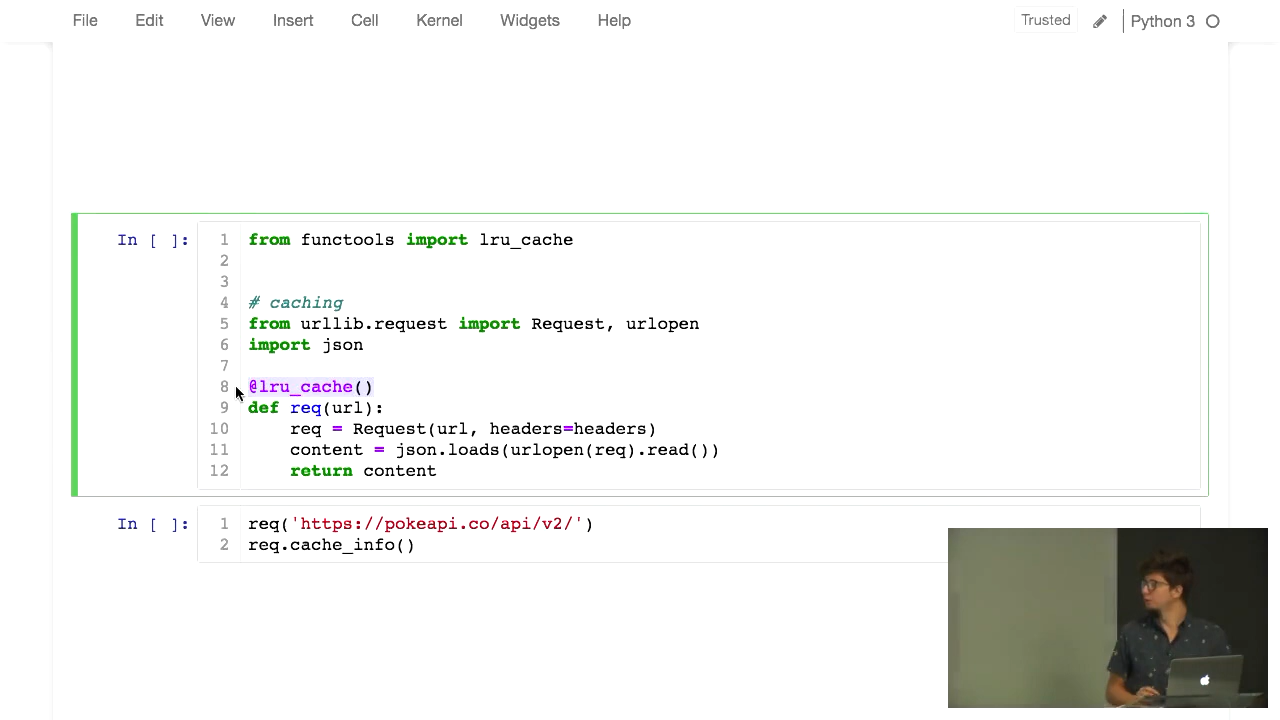 File Edit View Insert Cell Kernel Widgets Help Trusted Python 3
In [ ]:
1 from functools import lru_cache
2
3
4 # caching
5 from urllib.request import Request, urlopen
6 import json
7
8 @lru_cache()
9 def req(url):
10 req = Request(url, headers=headers)
11 content = json.loads(urlopen(req).read())
12 return content
In [ ]:
1 req('https://pokeapi.co/api/v2/')
2 req.cache_info()